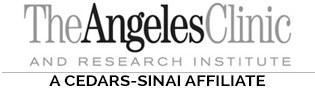 TheAngelesClinic
AND RESEARCH INSTITUTE
A CEDARS-SINAI AFFILIATE